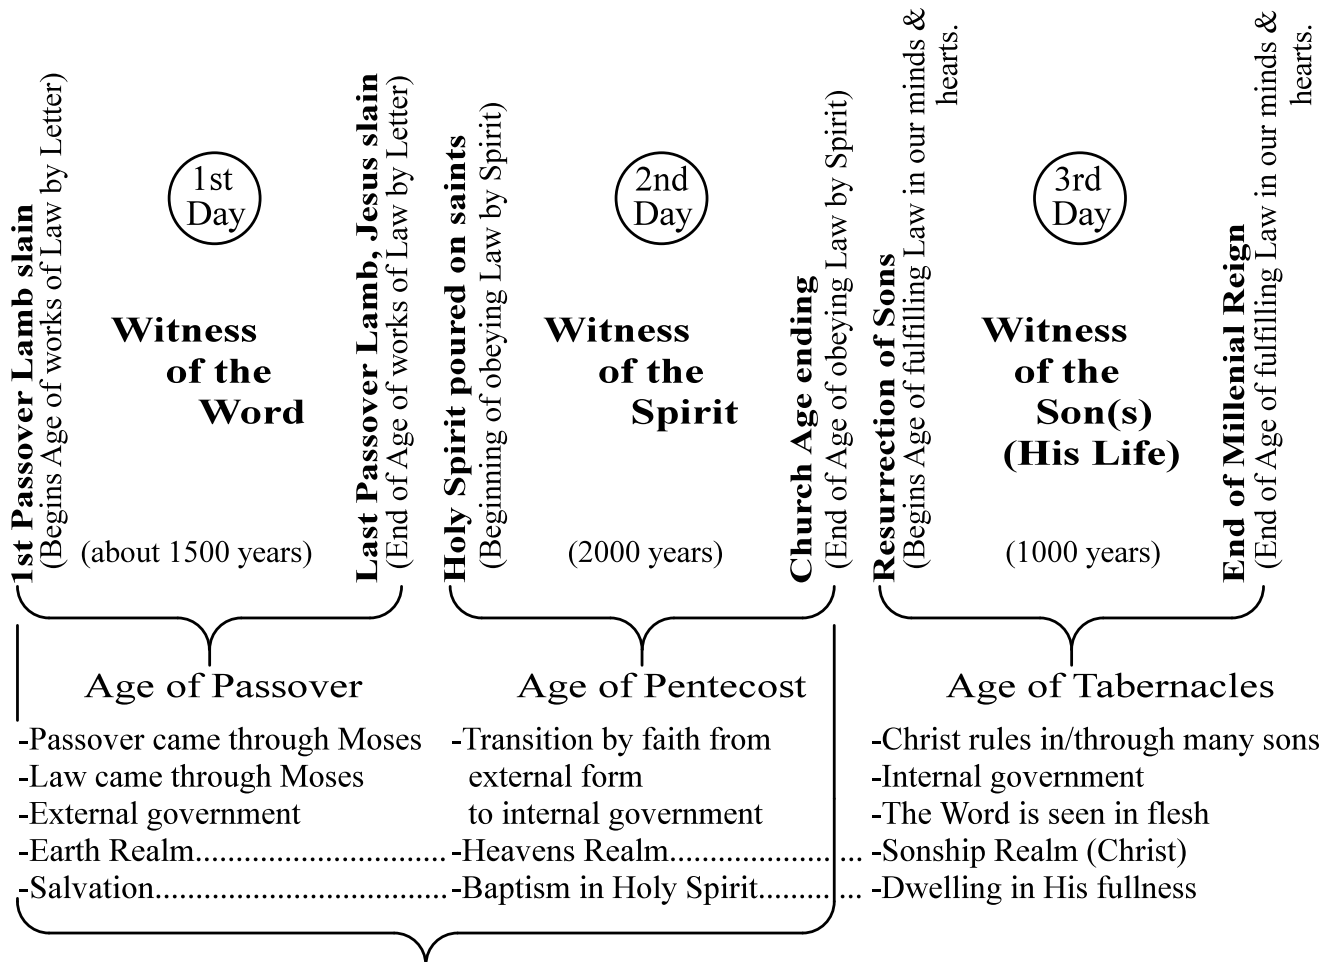 1st Passover Lamb slain
(Begins Age of works of Law by Letter)
1st
Day
Witness
of the
Word
(about 1500 years)
Last Passover Lamb, Jesus slain
(End of Age of works of Law by Letter)
Holy Spirit poured on saints
(Beginning of obeying Law by Spirit)
2nd
Day
Witness
of the
Spirit
(2000 years)
Church Age ending
(End of Age of obeying Law by Spirit)
Resurrection of Sons
(Begins Age of fulfilling Law in our minds &
hearts.
3rd
Day
Witness
of the
Son(s)
(His Life)
(1000 years)
End of Millenial Reign
(End of Age of fulfilling Law in our minds &
hearts.
Age of Passover
-Passover came through Moses
-Law came through Moses
-External government
-Earth Realm................................
-Salvation.....................................
Age of Pentecost
-Transition by faith from
external form
to internal government
-Heavens Realm.........................
-Baptism in Holy Spirit.............
Age of Tabernacles
-Christ rules in/through many sons
-Internal government
-The Word is seen in flesh
-Sonship Realm (Christ)
-Dwelling in His fullness